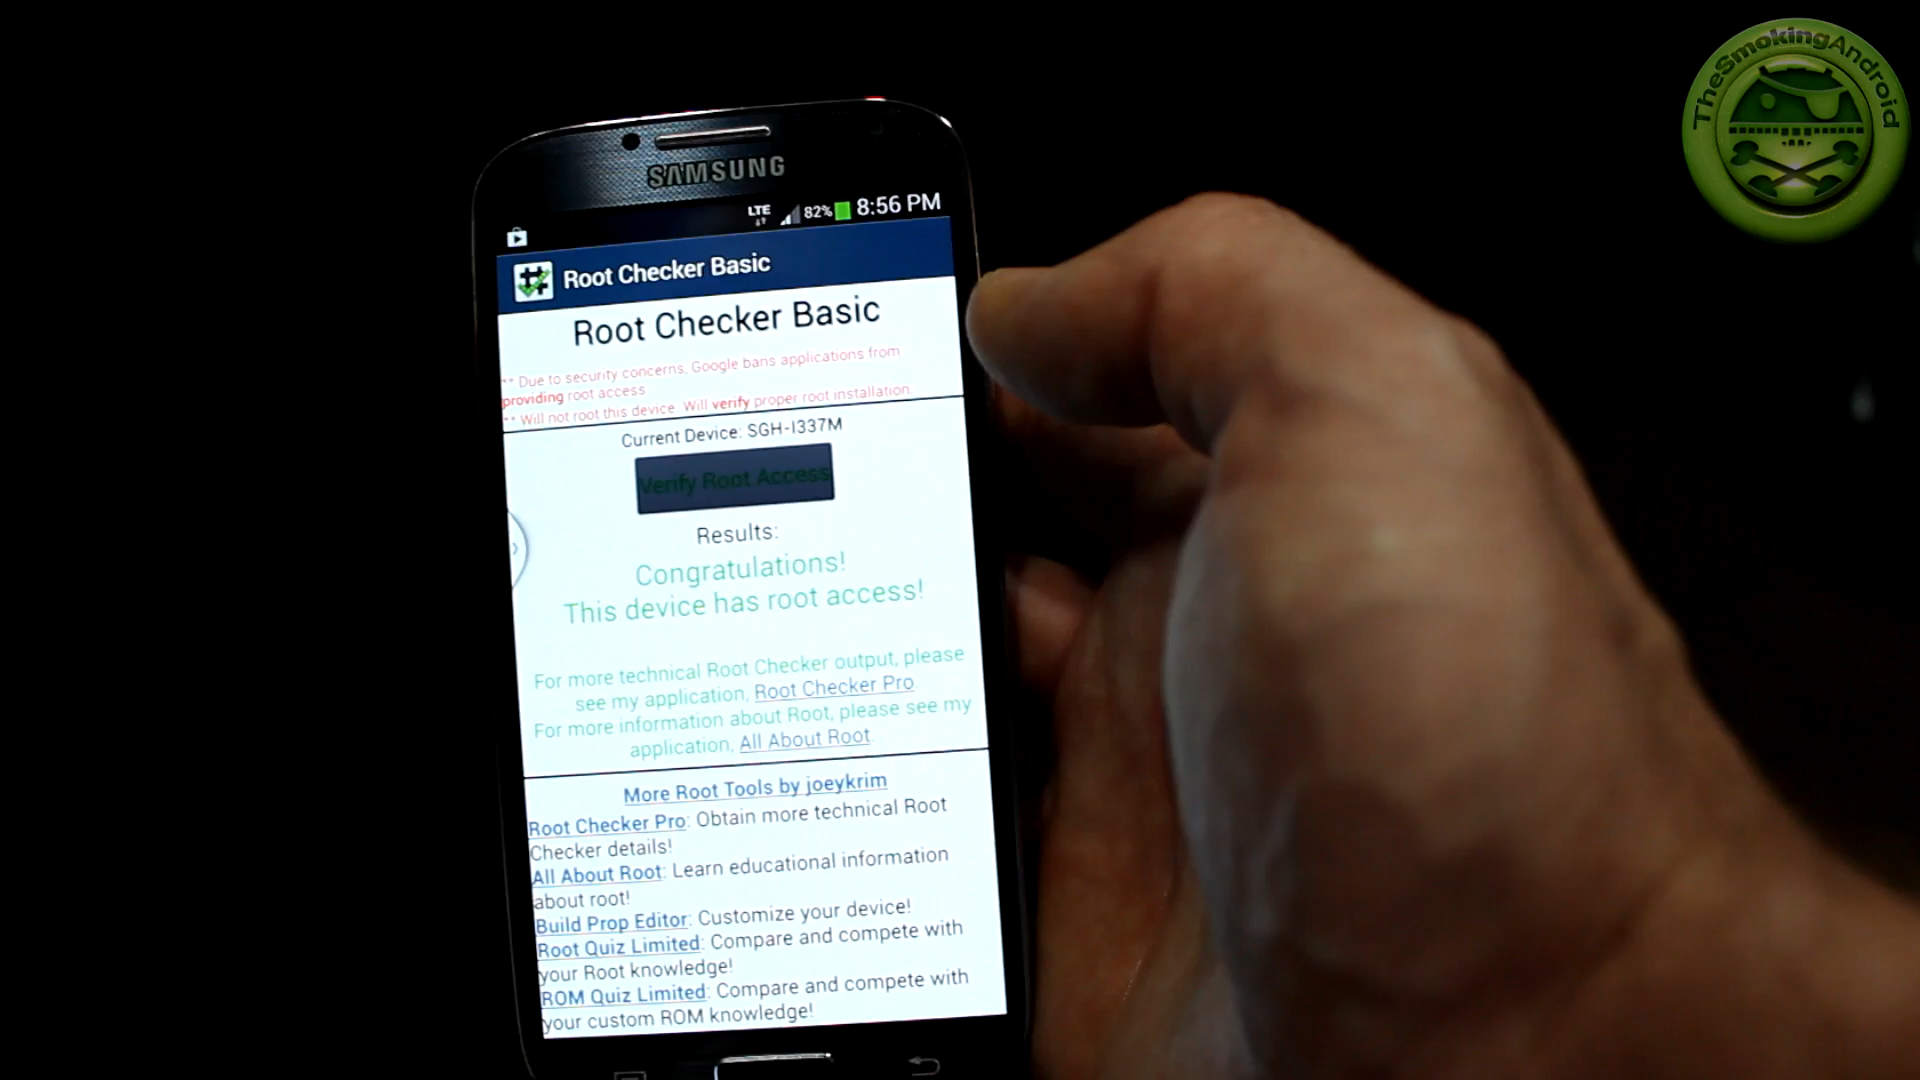 TheSmokingAndroid
SAMSUNG
LTE 82% 8:56 PM
Root Checker Basic
Root Checker Basic
** Due to security concerns, Google bans applications from
providing root access
** Will not root this device. Will verify proper root installation.
Current Device: SGH-I337M
Verify Root Access
Results:
Congratulations!
This device has root access!
For more technical Root Checker output, please
see my application, Root Checker Pro.
For more information about Root, please see my
application, All About Root.
More Root Tools by joeykrim
Root Checker Pro: Obtain more technical Root
Checker details!
All About Root: Learn educational information
about root!
Build Prop Editor: Customize your device!
Root Quiz Limited: Compare and compete with
your Root knowledge!
ROM Quiz Limited: Compare and compete with
your custom ROM knowledge!